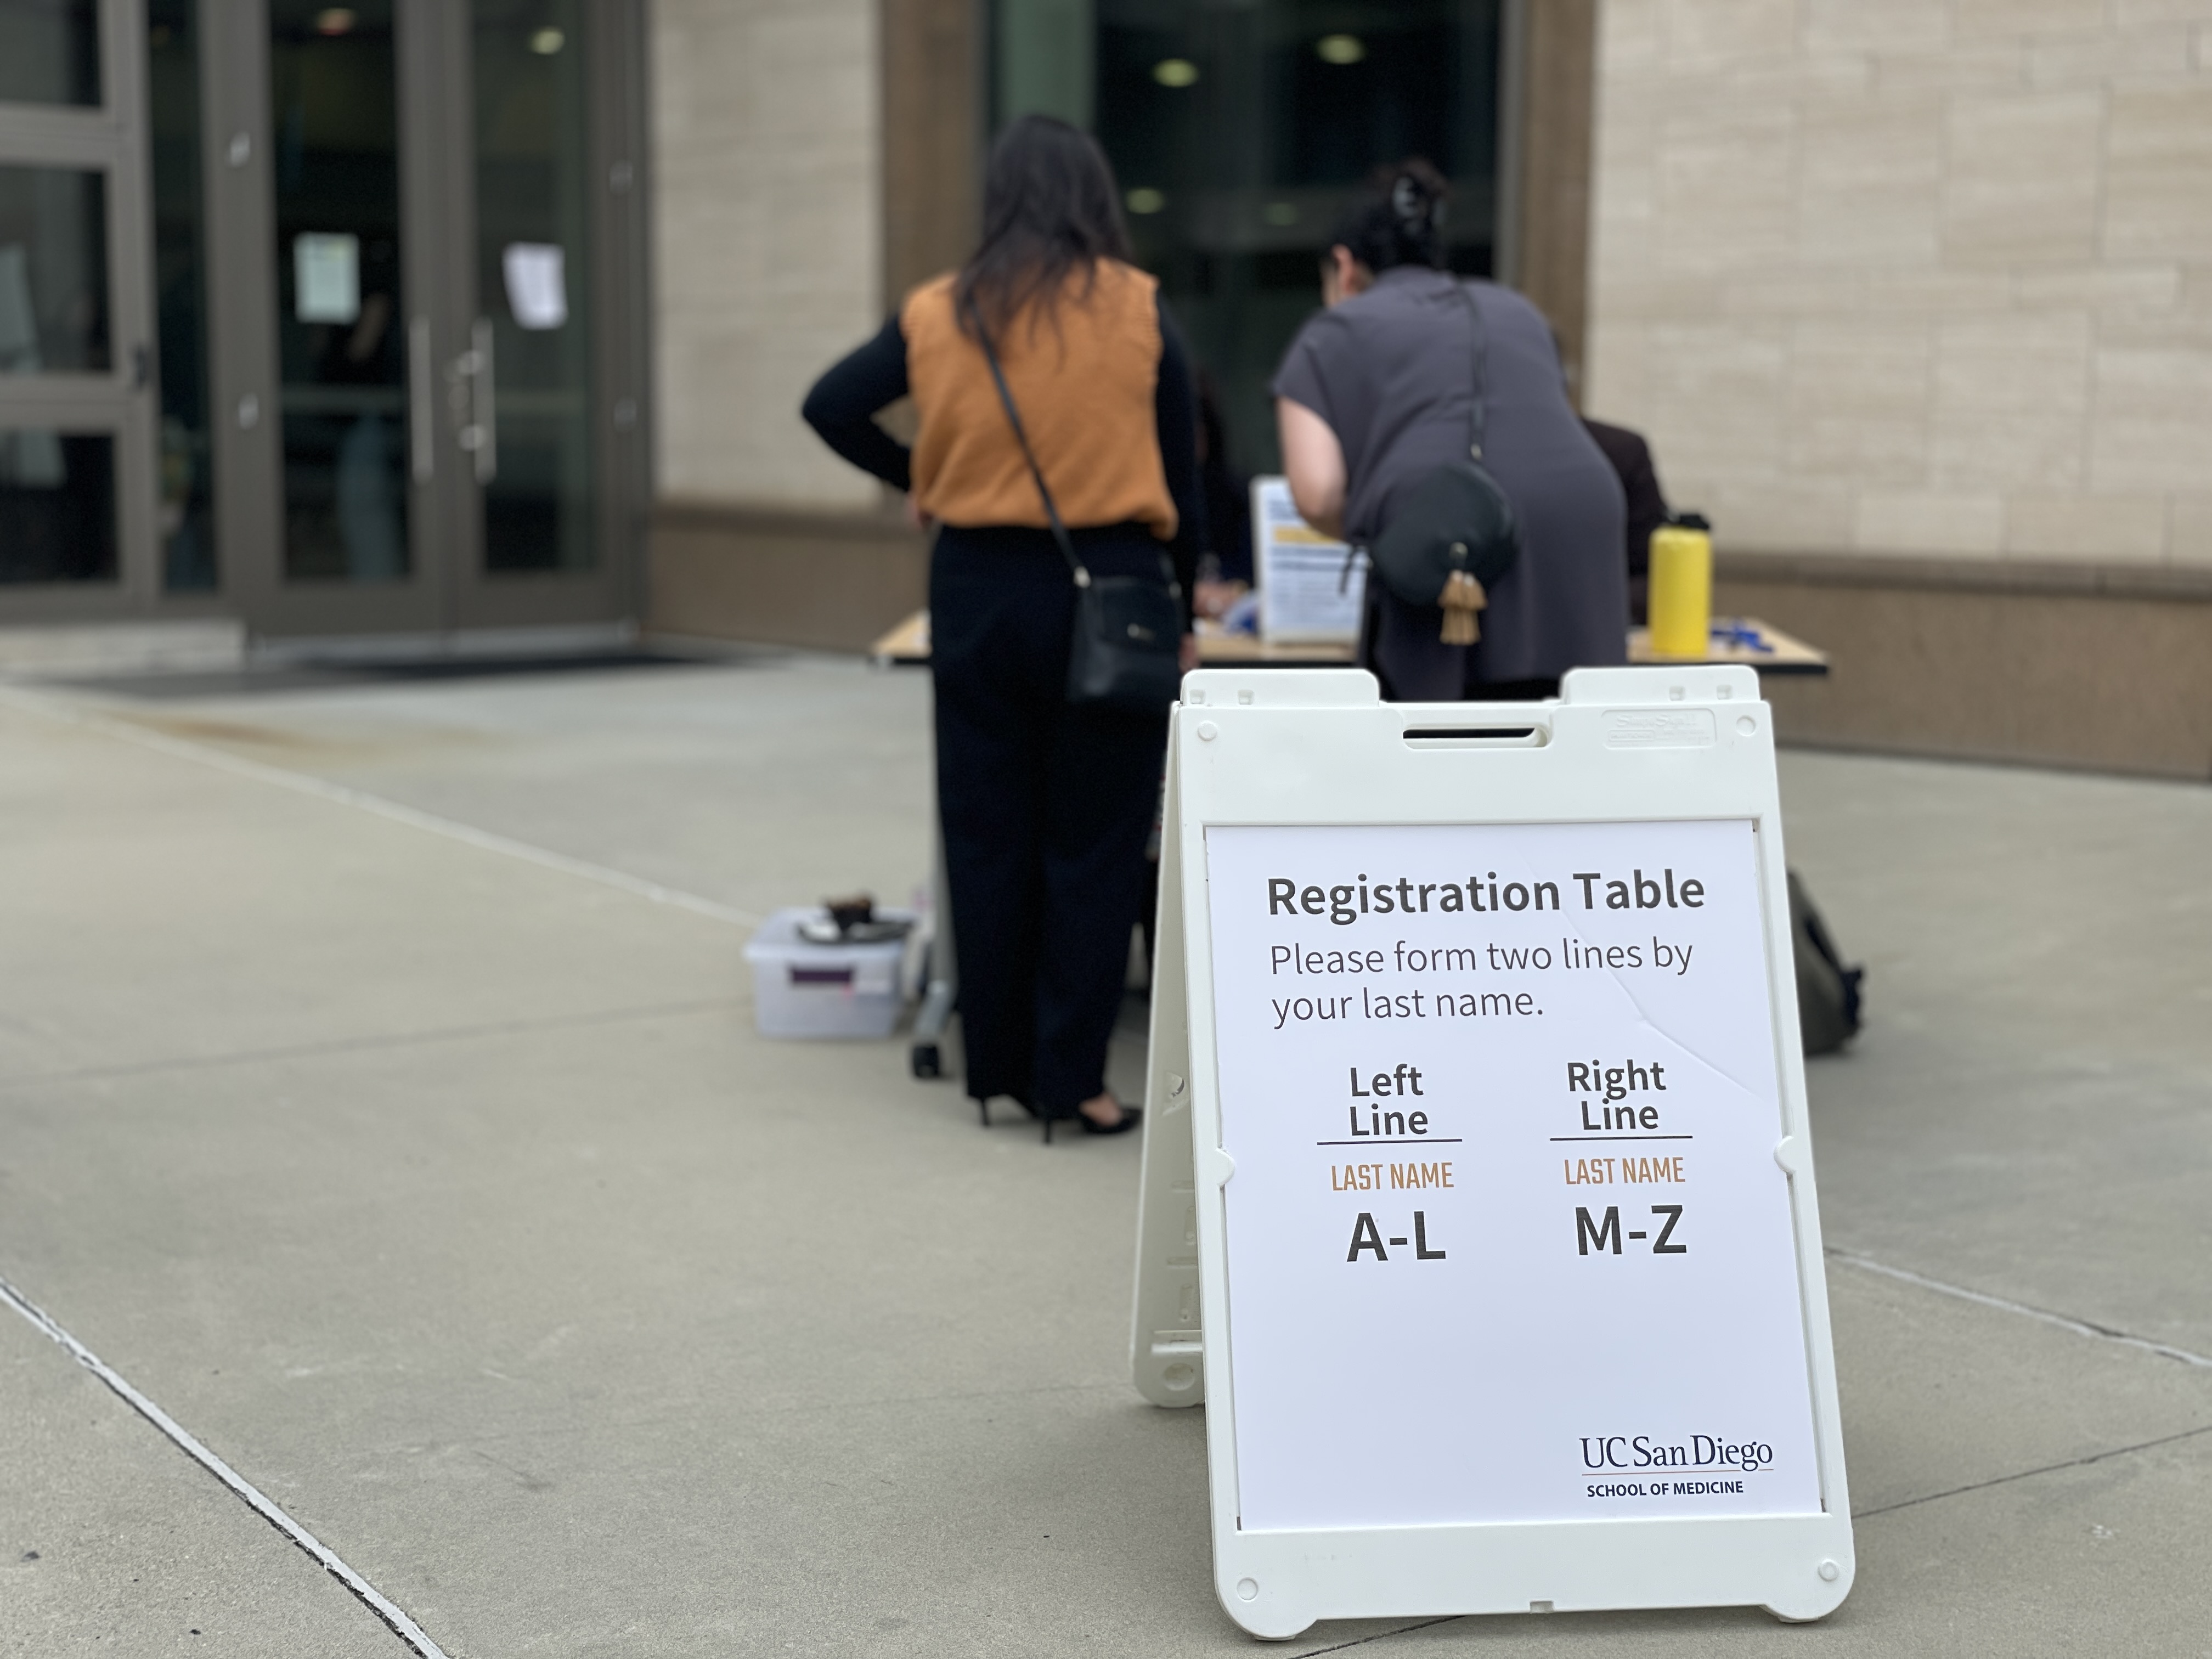 Registration Table
Please form two lines by
your last name.
Left
Line
LAST NAME
A-L
Right
Line
LAST NAME
M-Z
UC San Diego
SCHOOL OF MEDICINE